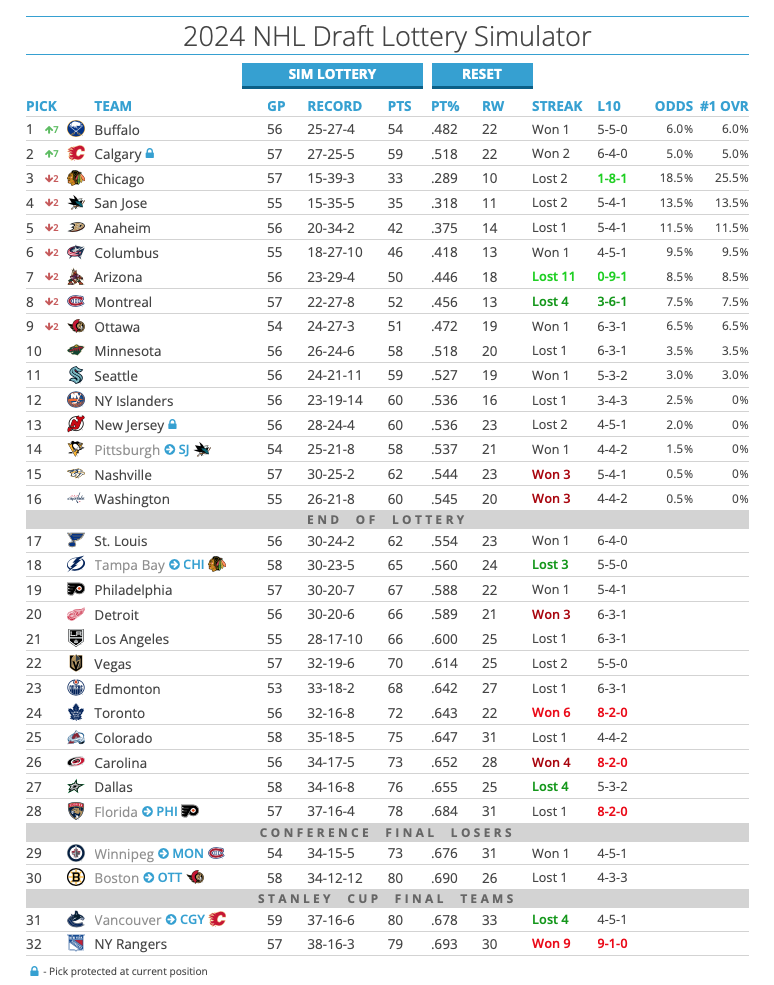 2024 NHL Draft Lottery Simulator
SIM LOTTERY RESET
PICK TEAM GP RECORD PTS PT% RW STREAK L10 ODDS #1 OVR
1 7 Buffalo 56 25-27-4 54 .482 22 Won 1 5-5-0 6.0% 6.0%
2 7 Calgary 57 27-25-5 59 .518 22 Won 2 6-4-0 5.0% 5.0%
3 2 Chicago 57 15-39-3 33 .289 10 Lost 2 1-8-1 18.5% 25.5%
4 2 San Jose 55 15-35-5 35 .318 11 Lost 2 5-4-1 13.5% 13.5%
5 2 Anaheim 56 20-34-2 42 .375 14 Lost 1 5-4-1 11.5% 11.5%
6 2 Columbus 55 18-27-10 46 .418 13 Won 1 4-5-1 9.5% 9.5%
7 2 Arizona 56 23-29-4 50 .446 18 Lost 11 0-9-1 8.5% 8.5%
8 2 Montreal 57 22-27-8 52 .456 13 Lost 4 3-6-1 7.5% 7.5%
9 2 Ottawa 54 24-27-3 51 .472 19 Won 1 6-3-1 6.5% 6.5%
10 Minnesota 56 26-24-6 58 .518 20 Lost 1 6-3-1 3.5% 3.5%
11 Seattle 56 24-21-11 59 .527 19 Won 1 5-3-2 3.0% 3.0%
12 NY Islanders 56 23-19-14 60 .536 16 Lost 1 3-4-3 2.5% 0%
13 New Jersey 56 28-24-4 60 .536 23 Lost 2 4-5-1 2.0% 0%
14 Pittsburgh SJ 54 25-21-8 58 .537 21 Won 1 4-4-2 1.5% 0%
15 Nashville 57 30-25-2 62 .544 23 Won 3 5-4-1 0.5% 0%
16 Washington 55 26-21-8 60 .545 20 Won 3 4-4-2 0.5% 0%
END OF LOTTERY
17 St. Louis 56 30-24-2 62 .554 23 Won 1 6-4-0
18 Tampa Bay CHI 58 30-23-5 65 .560 24 Lost 3 5-5-0
19 Philadelphia 57 30-20-7 67 .588 22 Won 1 5-4-1
20 Detroit 56 30-20-6 66 .589 21 Won 3 6-3-1
21 Los Angeles 55 28-17-10 66 .600 25 Lost 1 6-3-1
22 Vegas 57 32-19-6 70 .614 25 Lost 2 5-5-0
23 Edmonton 53 33-18-2 68 .642 27 Lost 1 6-3-1
24 Toronto 56 32-16-8 72 .643 22 Won 6 8-2-0
25 Colorado 58 35-18-5 75 .647 31 Lost 1 4-4-2
26 Carolina 56 34-17-5 73 .652 28 Won 4 8-2-0
27 Dallas 58 34-16-8 76 .655 25 Lost 4 5-3-2
28 Florida PHI 57 37-16-4 78 .684 31 Lost 1 8-2-0
CONFERENCE FINAL LOSERS
29 Winnipeg MON 54 34-15-5 73 .676 31 Won 1 4-5-1
30 Boston OTT 58 34-12-12 80 .690 26 Lost 1 4-3-3
STANLEY CUP FINAL TEAMS
31 Vancouver CGY 59 37-16-6 80 .678 33 Lost 4 4-5-1
32 NY Rangers 57 38-16-3 79 .693 30 Won 9 9-1-0
- Pick protected at current position